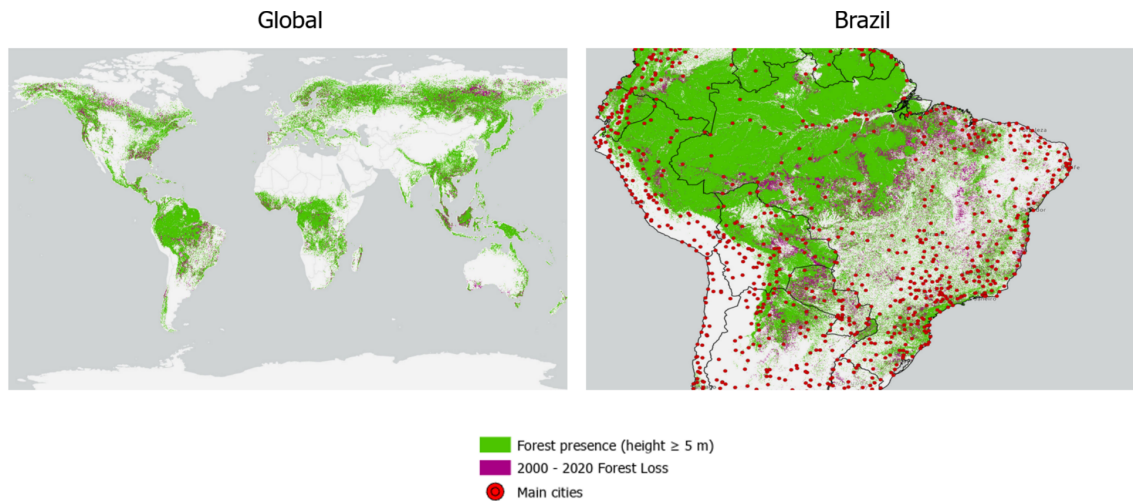 Global
Brazil
Forest presence (height ≥ 5 m)
2000 - 2020 Forest Loss
Main cities